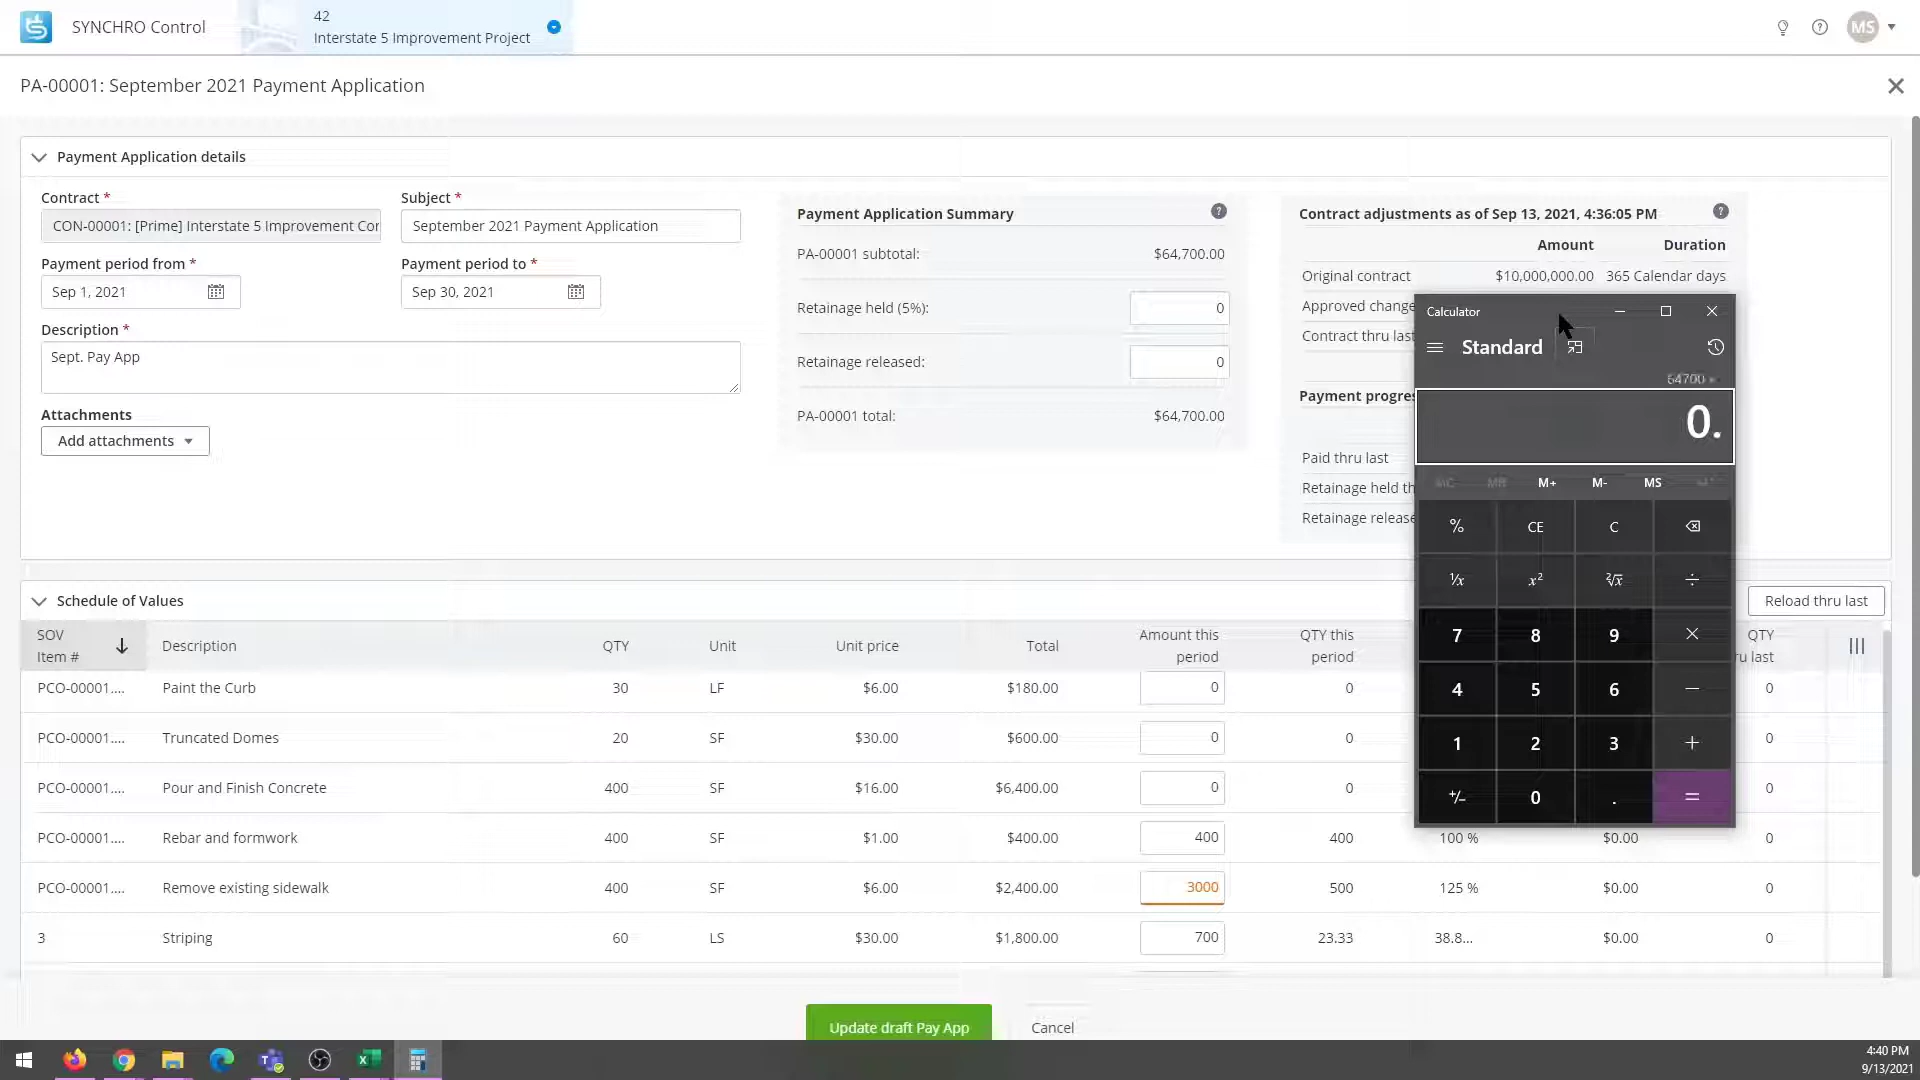 42
SYNCHRO Control
Interstate 5 Improvement Project
MS
PA-00001: September 2021 Payment Application
Payment Application details
Contract * Subject *
CON-00001: [Prime] Interstate 5 Improvement Cor September 2021 Payment Application
Payment period from * Payment period to *
Sep 1, 2021 Sep 30, 2021
Description *
Sept. Pay App
Attachments
Add attachments
Payment Application Summary ?
PA-00001 subtotal: $64,700.00
Retainage held (5%): 0
Retainage released: 0
PA-00001 total: $64,700.00
Contract adjustments as of Sep 13, 2021, 4:36:05 PM ?
Amount Duration
Original contract $10,000,000.00 365 Calendar days
Approved change
Contract thru last
Payment progres
Paid thru last
Retainage held th
Retainage release
Calculator
Standard
64700 ×
0.
MC MR M+ M- MS
% CE C
⅟x x² ²√x ÷
7 8 9 ×
4 5 6 −
1 2 3 +
+/− 0 . =
Schedule of Values Reload thru last
SOV Item # Description QTY Unit Unit price Total Amount this period QTY this period QTY ru last
PCO-00001.... Paint the Curb 30 LF $6.00 $180.00 0 0 0
PCO-00001.... Truncated Domes 20 SF $30.00 $600.00 0 0 0
PCO-00001.... Pour and Finish Concrete 400 SF $16.00 $6,400.00 0 0 0
PCO-00001.... Rebar and formwork 400 SF $1.00 $400.00 400 400 100 % $0.00 0
PCO-00001.... Remove existing sidewalk 400 SF $6.00 $2,400.00 3000 500 125 % $0.00 0
3 Striping 60 LS $30.00 $1,800.00 700 23.33 38.8... $0.00 0
Update draft Pay App Cancel
4:40 PM
9/13/2021